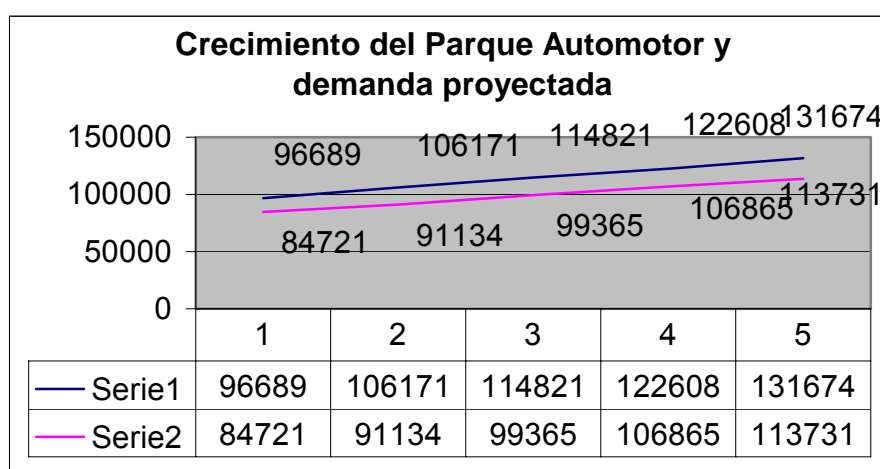 Crecimiento del Parque Automotor y
demanda proyectada
150000
100000
50000
0
96689
106171
114821
122608
131674
84721
91134
99365
106865
113731
1 2 3 4 5
Serie1 96689 106171 114821 122608 131674
Serie2 84721 91134 99365 106865 113731